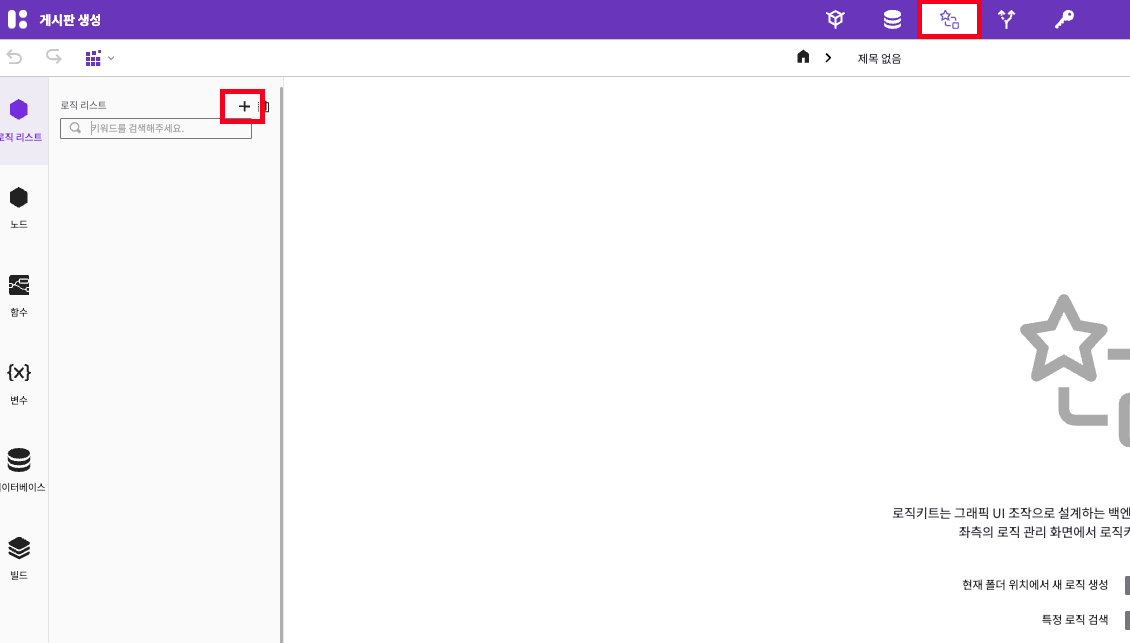 게시판 생성
제목 없음
로직 리스트
키워드를 검색해주세요.
로직 리스트
노드
함수
{x}
변수
이터베이스
빌드
로직키트는 그래픽 UI 조작으로 설계하는 백엔
좌측의 로직 관리 화면에서 로직키
현재 폴더 위치에서 새 로직 생성
특정 로직 검색